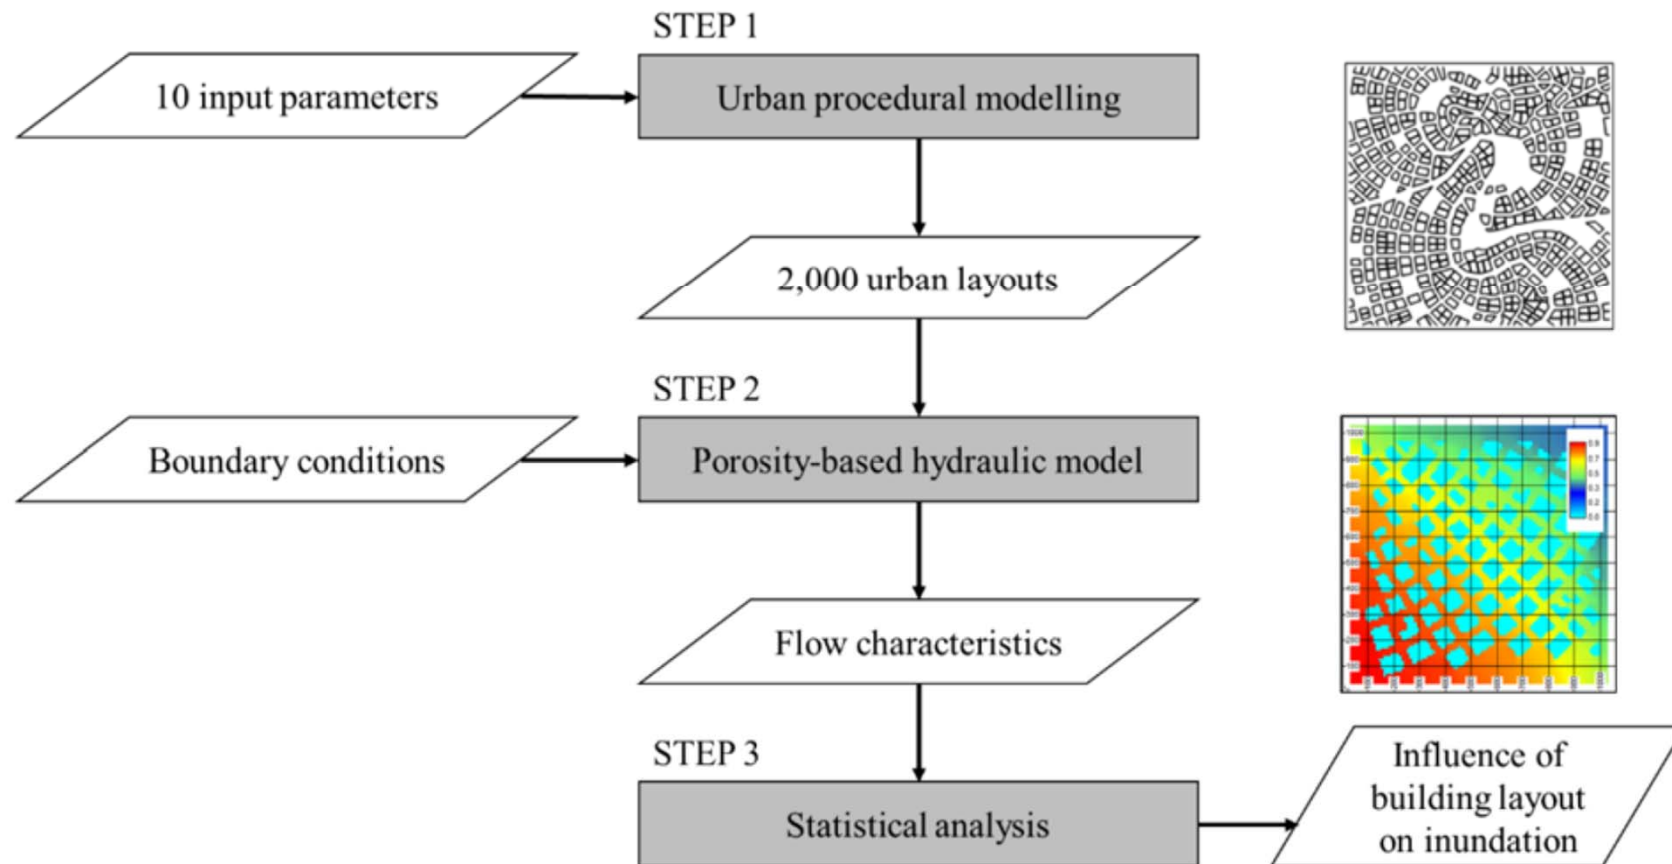 STEP 1
10 input parameters
Urban procedural modelling
2,000 urban layouts
STEP 2
Boundary conditions
Porosity-based hydraulic model
Flow characteristics
STEP 3
Statistical analysis
Influence of
building layout
on inundation